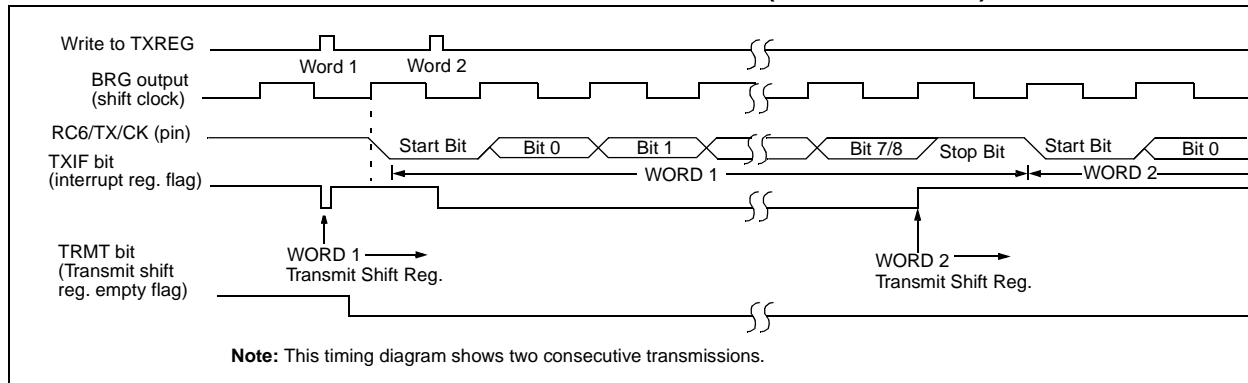 Write to TXREG
Word 1
Word 2
BRG output
(shift clock)
RC6/TX/CK (pin)
Start Bit
Bit 0
Bit 1
Bit 7/8
Stop Bit
Start Bit
Bit 0
WORD 1
WORD 2
TXIF bit
(interrupt reg. flag)
WORD 1
Transmit Shift Reg.
WORD 2
Transmit Shift Reg.
TRMT bit
(Transmit shift
reg. empty flag)
Note: This timing diagram shows two consecutive transmissions.